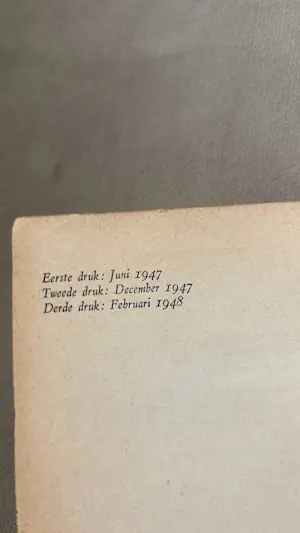 Eerste druk: Juni 1947
Tweede druk: December 1947
Derde druk: Februari 1948